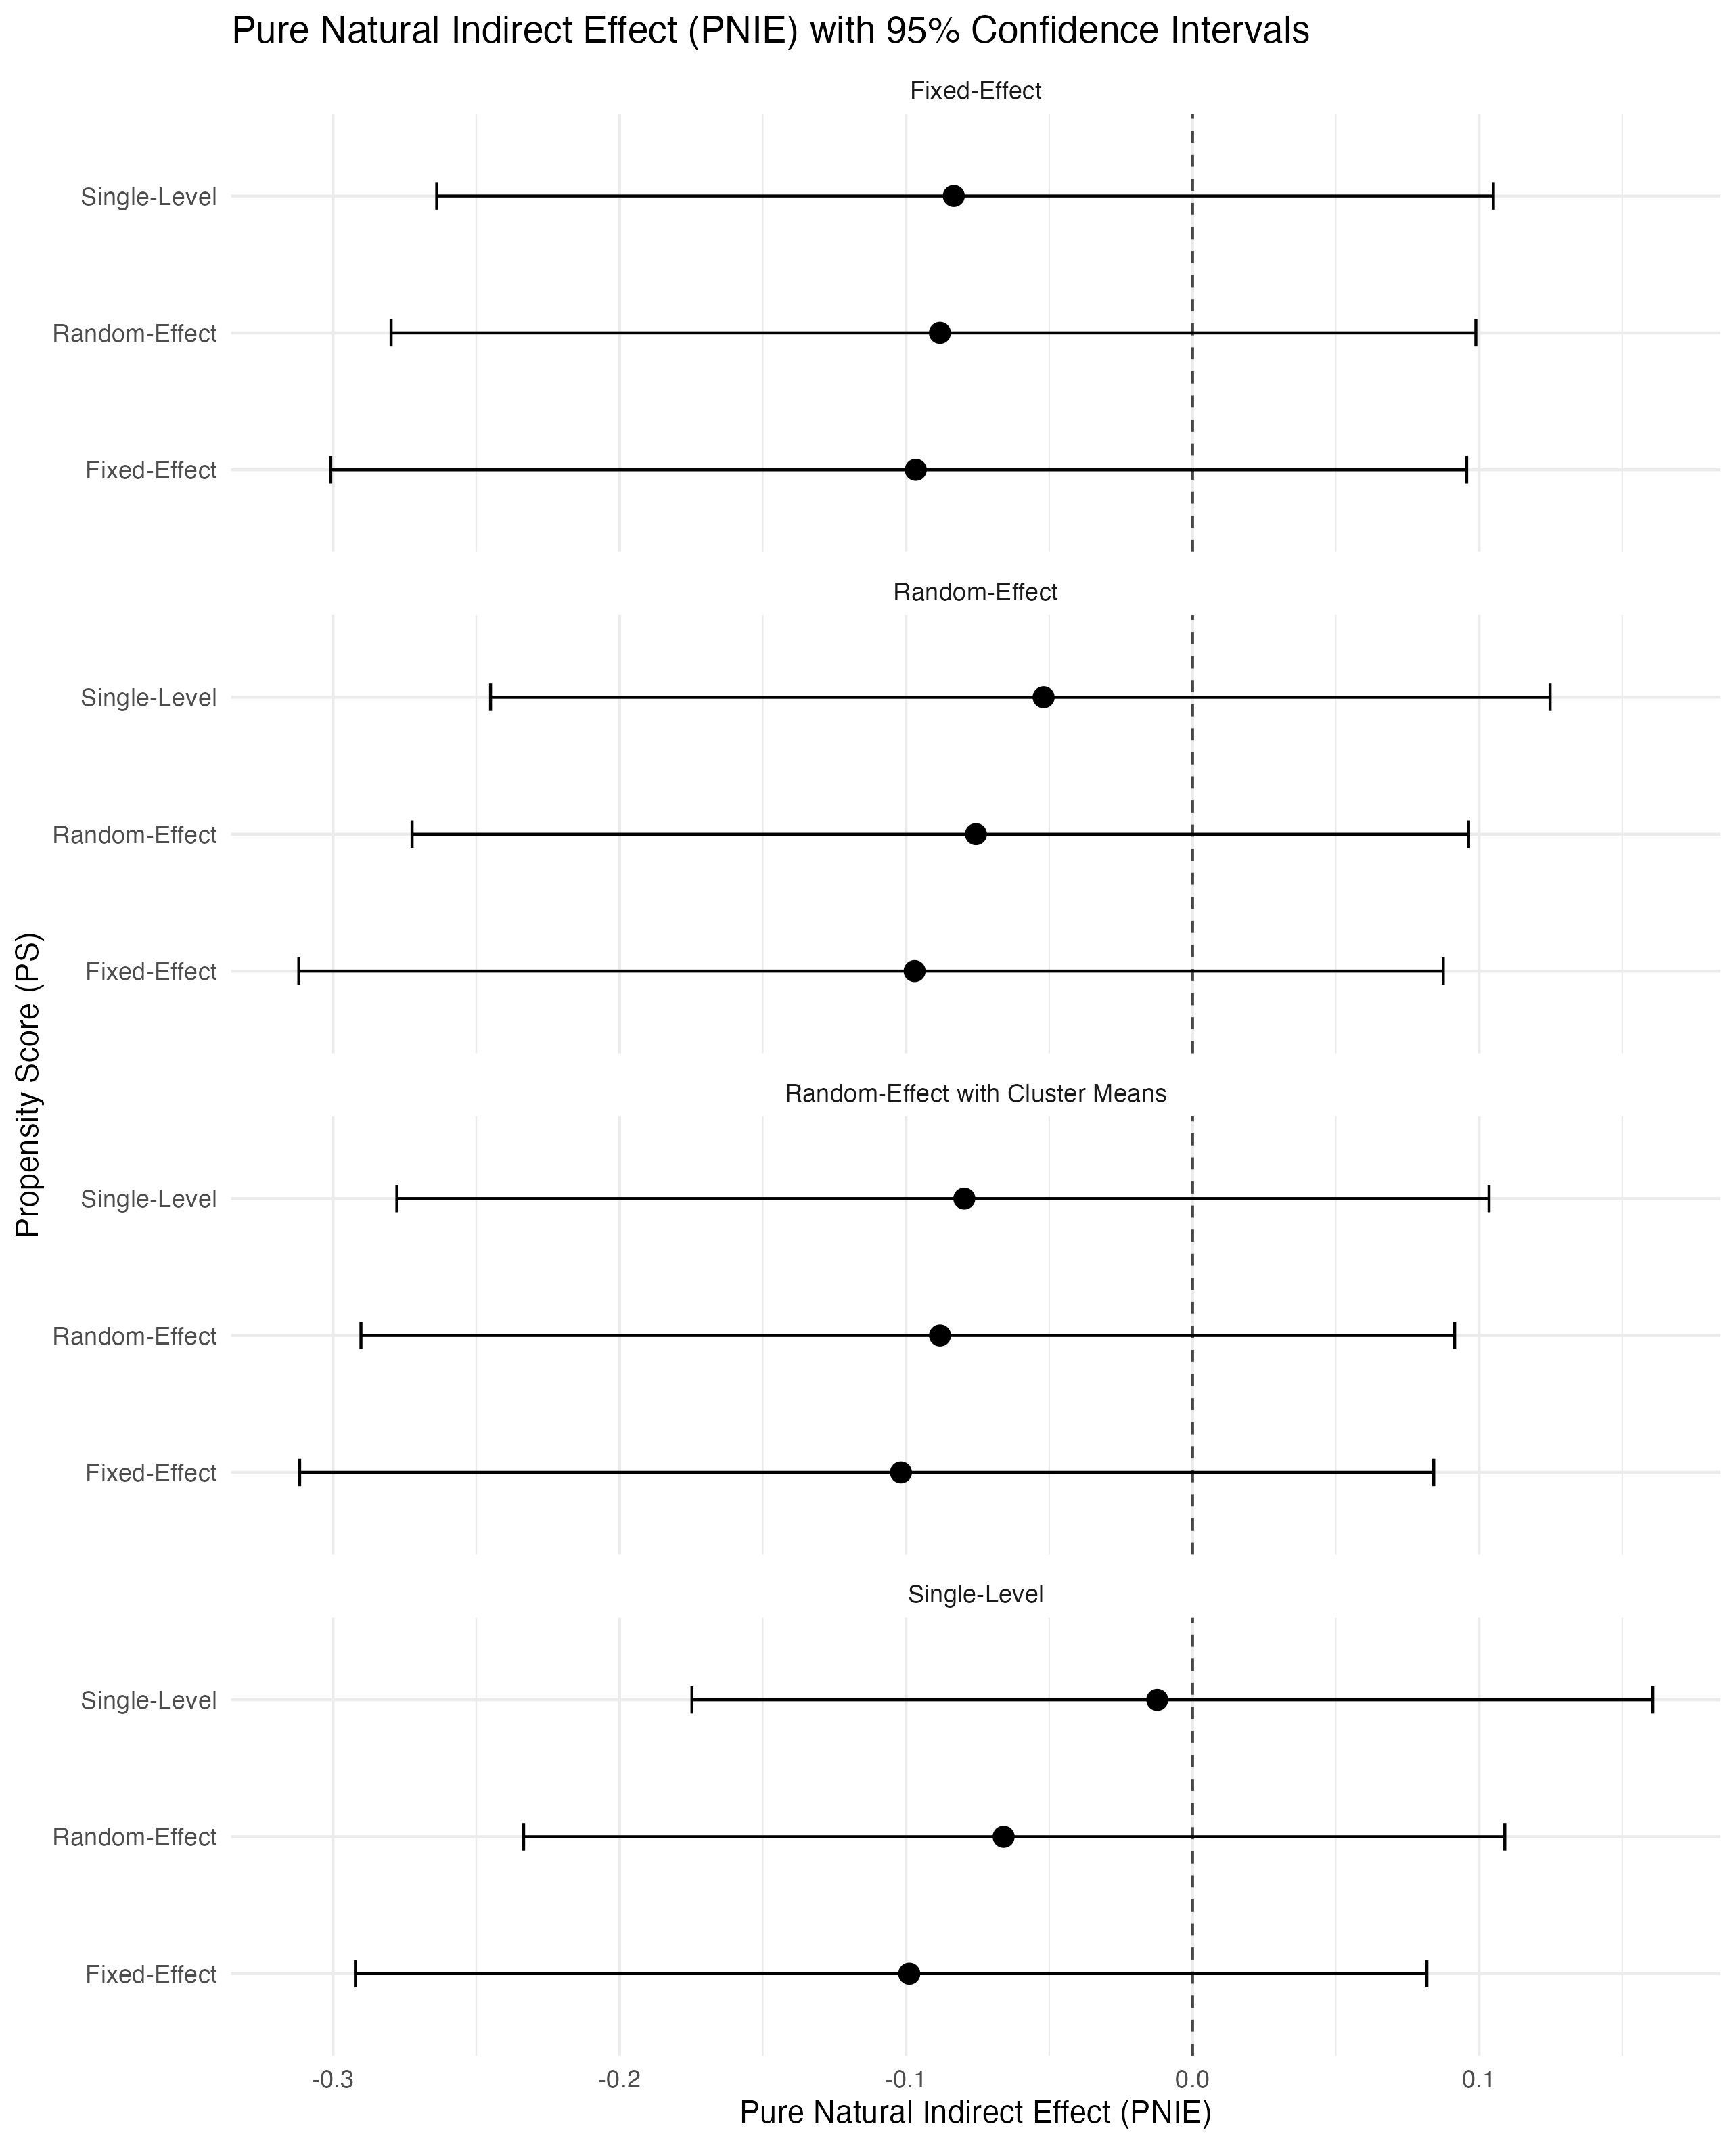 Pure Natural Indirect Effect (PNIE) with 95% Confidence Intervals
Fixed-Effect
Single-Level
Random-Effect
Fixed-Effect
Random-Effect
Single-Level
Random-Effect
Fixed-Effect
Propensity Score (PS)
Random-Effect with Cluster Means
Single-Level
Random-Effect
Fixed-Effect
Single-Level
Single-Level
Random-Effect
Fixed-Effect
-0.3 -0.2 -0.1 0.0 0.1
Pure Natural Indirect Effect (PNIE)